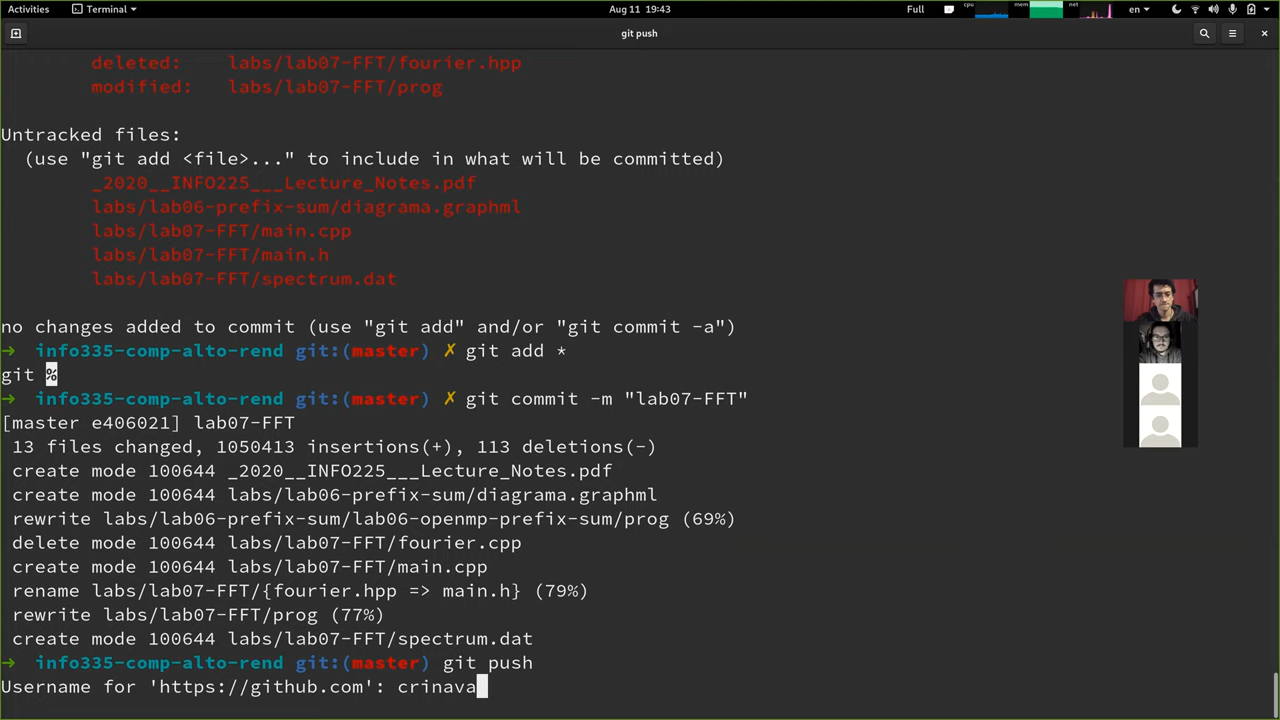 Activities Terminal Aug 11 19:43 Full cpu mem net en
git push
deleted: labs/lab07-FFT/fourier.hpp
modified: labs/lab07-FFT/prog
Untracked files:
(use "git add <file>..." to include in what will be committed)
_2020__INFO225___Lecture_Notes.pdf
labs/lab06-prefix-sum/diagrama.graphml
labs/lab07-FFT/main.cpp
labs/lab07-FFT/main.h
labs/lab07-FFT/spectrum.dat
no changes added to commit (use "git add" and/or "git commit -a")
→ info335-comp-alto-rend git:(master) ✗ git add *
git %
→ info335-comp-alto-rend git:(master) ✗ git commit -m "lab07-FFT"
[master e406021] lab07-FFT
13 files changed, 1050413 insertions(+), 113 deletions(-)
create mode 100644 _2020__INFO225___Lecture_Notes.pdf
create mode 100644 labs/lab06-prefix-sum/diagrama.graphml
rewrite labs/lab06-prefix-sum/lab06-openmp-prefix-sum/prog (69%)
delete mode 100644 labs/lab07-FFT/fourier.cpp
create mode 100644 labs/lab07-FFT/main.cpp
rename labs/lab07-FFT/{fourier.hpp => main.h} (79%)
rewrite labs/lab07-FFT/prog (77%)
create mode 100644 labs/lab07-FFT/spectrum.dat
→ info335-comp-alto-rend git:(master) git push
Username for 'https://github.com': crinava